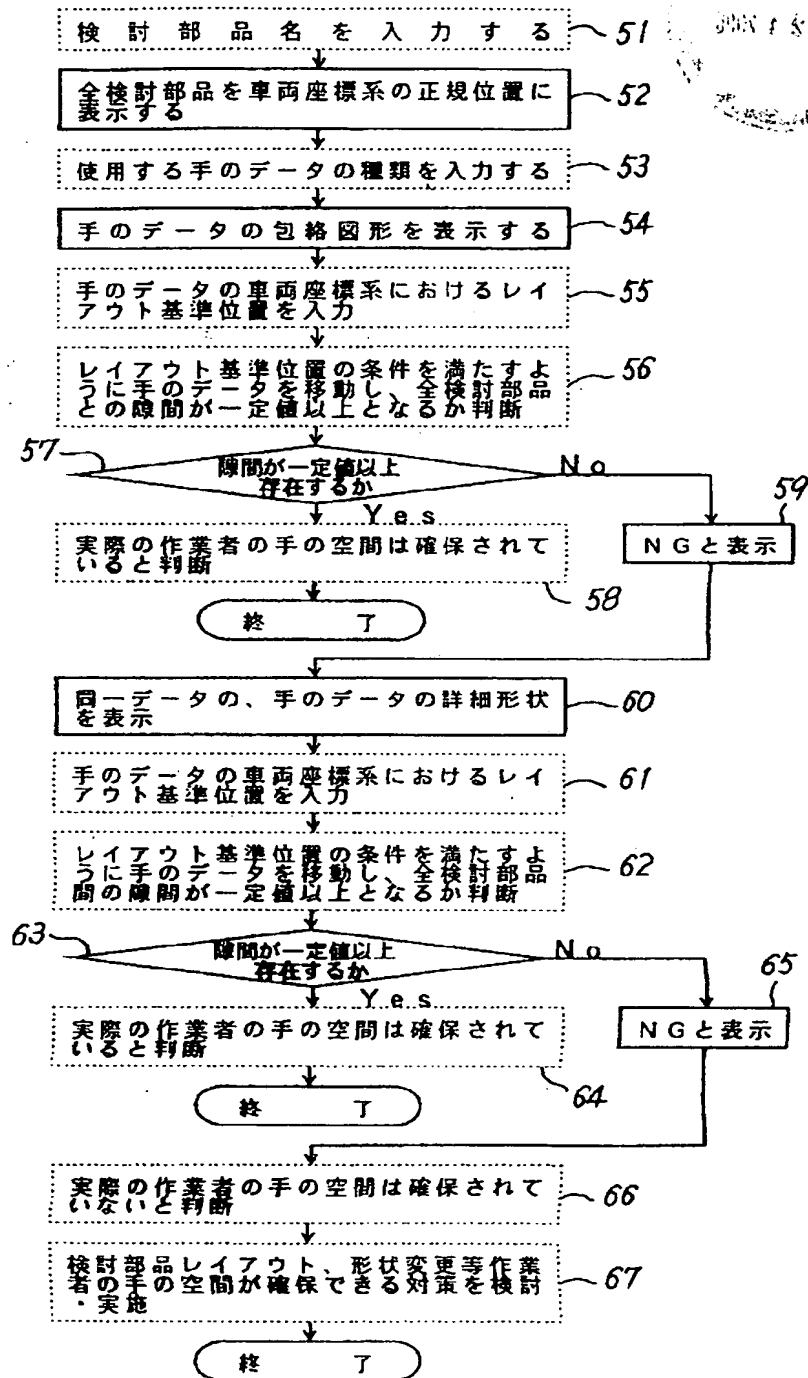 検討部品名を入力する
51
全検討部品を車両座標系の正規位置に
表示する
52
使用する手のデータの種類を入力する
53
手のデータの包絡図形を表示する
54
手のデータの車両座標系におけるレイ
アウト基準位置を入力
55
レイアウト基準位置の条件を満たすよ
うに手のデータを移動し、全検討部品
との隙間が一定値以上となるか判断
56
57
隙間が一定値以上
存在するか
No
Yes
59
NGと表示
実際の作業者の手の空間は確保されて
いると判断
58
終了
同一データの、手のデータの詳細形状
を表示
60
手のデータの車両座標系におけるレイ
アウト基準位置を入力
61
レイアウト基準位置の条件を満たすよ
うに手のデータを移動し、全検討部品
間の隙間が一定値以上となるか判断
62
63
隙間が一定値以上
存在するか
No
Yes
65
NGと表示
実際の作業者の手の空間は確保されて
いると判断
64
終了
実際の作業者の手の空間は確保されて
いないと判断
66
検討部品レイアウト、形状変更等作業
者の手の空間が確保できる対策を検討
・実施
67
終了